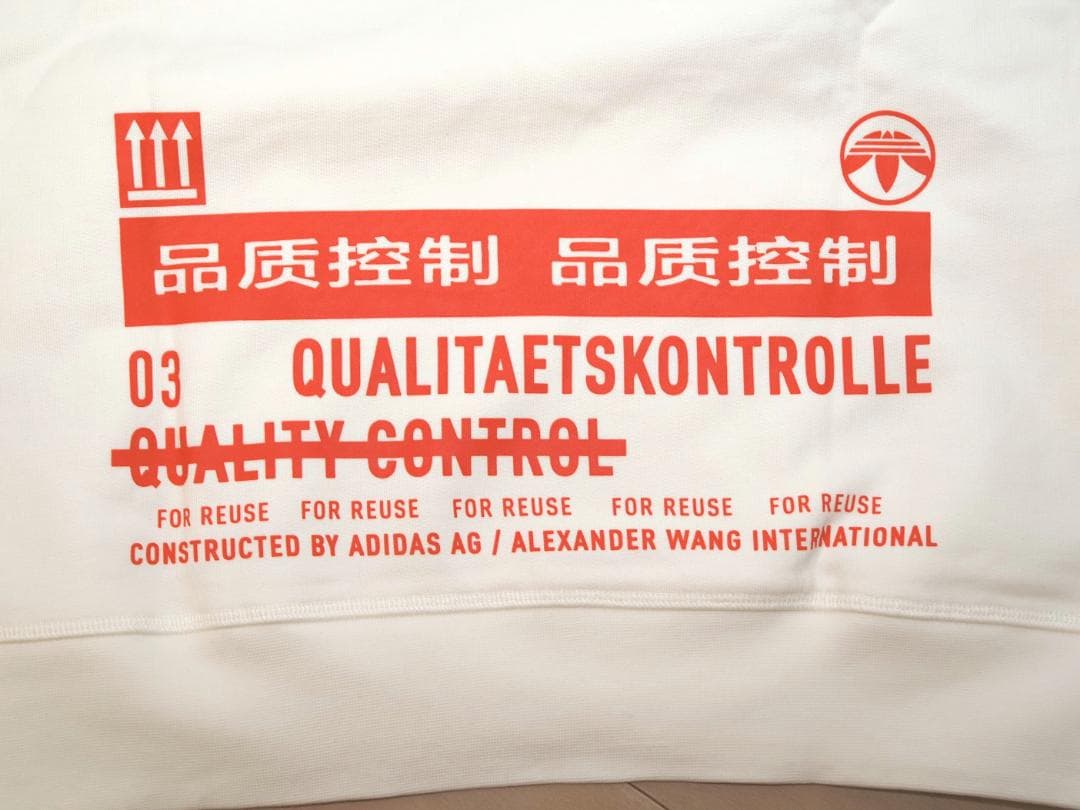 品质控制 品质控制
03 QUALITAETSKONTROLLE
QUALITY CONTROL
FOR REUSE FOR REUSE FOR REUSE FOR REUSE FOR REUSE
CONSTRUCTED BY ADIDAS AG / ALEXANDER WANG INTERNATIONAL